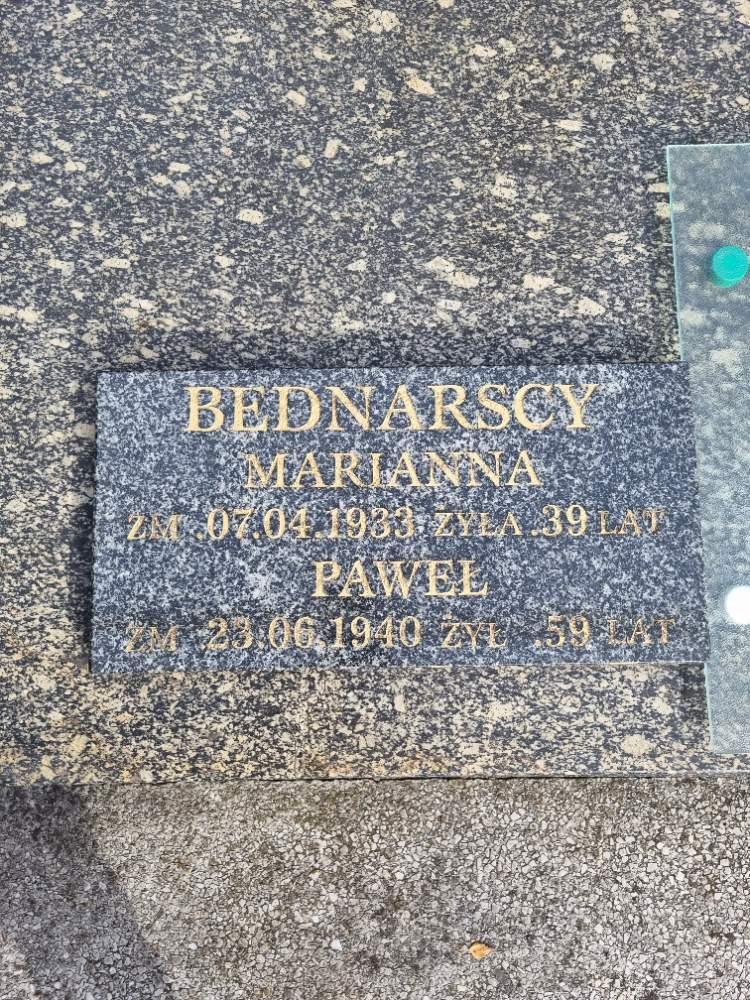 BEDNARSCY
MARIANNA
ZM .07.04.1933 ŻYŁA .39 LAT
PAWEŁ
ZM .23.06.1940 ŻYŁ .59 LAT